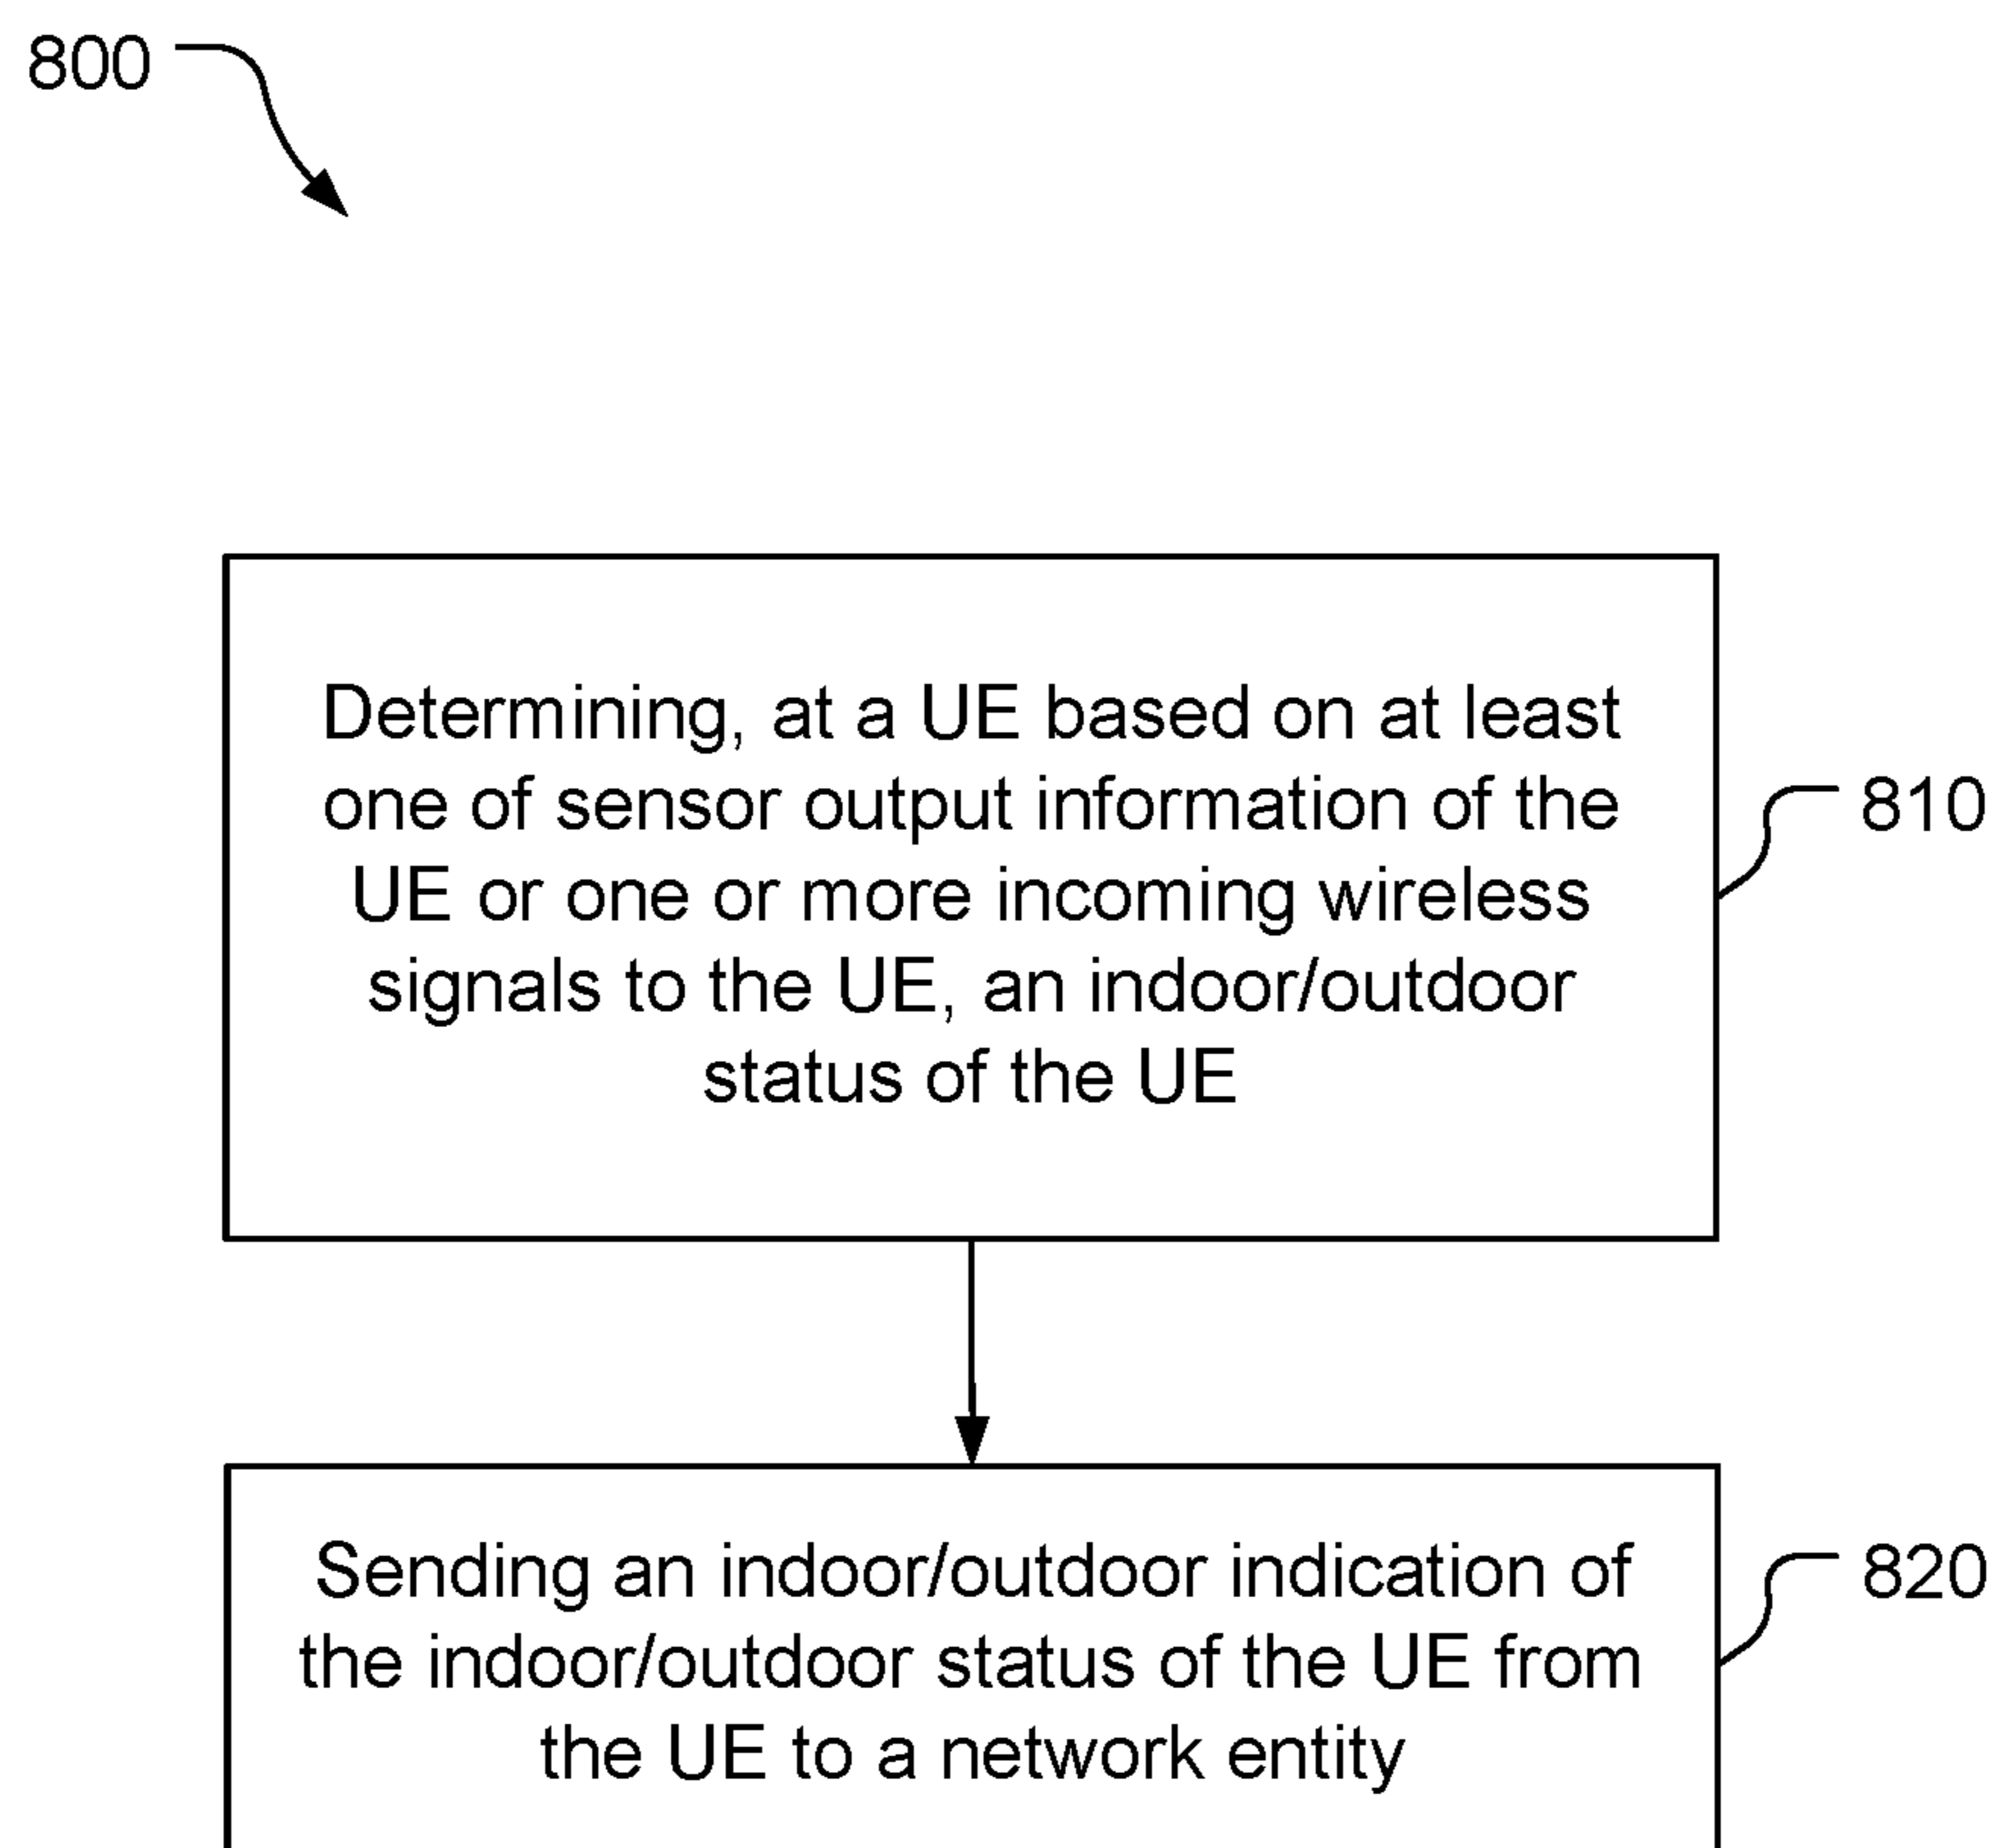 800
Determining, at a UE based on at least
one of sensor output information of the
UE or one or more incoming wireless
signals to the UE, an indoor/outdoor
status of the UE
810
Sending an indoor/outdoor indication of
the indoor/outdoor status of the UE from
the UE to a network entity
820